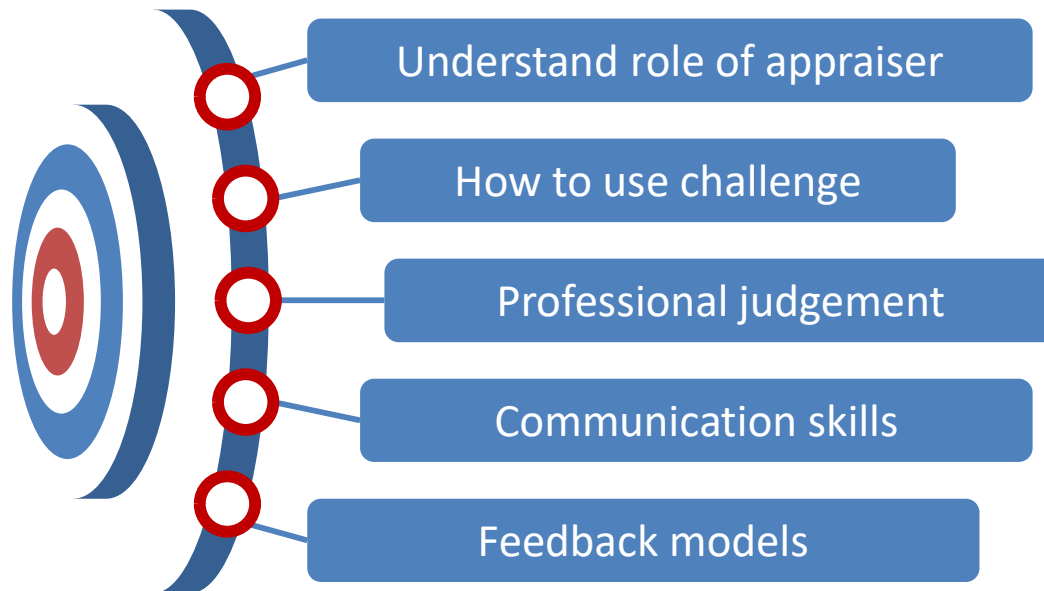 Understand role of appraiser
How to use challenge
Professional judgement
Communication skills
Feedback models